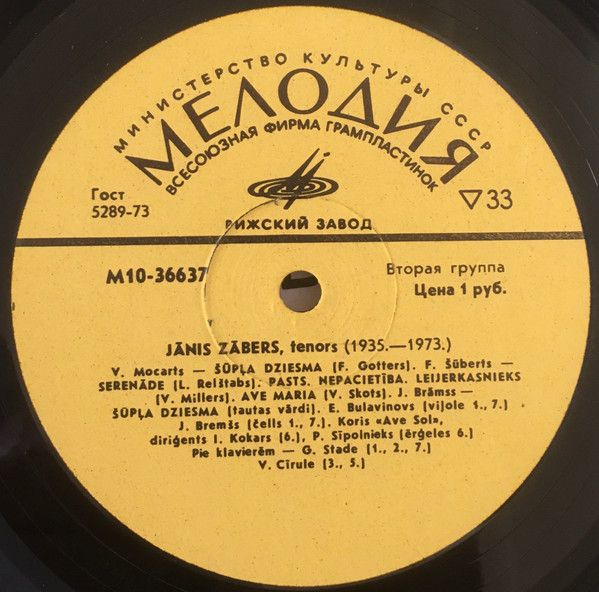 МИНИСТЕРСТВО КУЛЬТУРЫ СССР
МЕЛОДИЯ
ВСЕСОЮЗНАЯ ФИРМА ГРАМПЛАСТИНОК
Гост
5289-73
▽33
РИЖСКИЙ ЗАВОД
М10-36637
Вторая группа
Цена 1 руб.
JĀNIS ZĀBERS, tenors (1935.—1973.)
V. Mocarts — ŠŪPĻA DZIESMA (F. Gotters). F. Šūberts —
SERENĀDE (L. Relštabs). PASTS. NEPACIETĪBA. LEIJERKASNIEKS
(V. Millers). AVE MARIA (V. Skots). J. Brāmss —
ŠŪPĻA DZIESMA (tautas vārdi). E. Bulavinovs (vijole 1., 7.)
J. Bremšs (čells 1., 7.). Koris «Ave Sol»,
diriģents I. Kokars (6.), P. Sīpolnieks (ērģeles 6.)
Pie klavierēm — G. Stade (1., 2., 7.)
V. Cīrule (3., 5.)